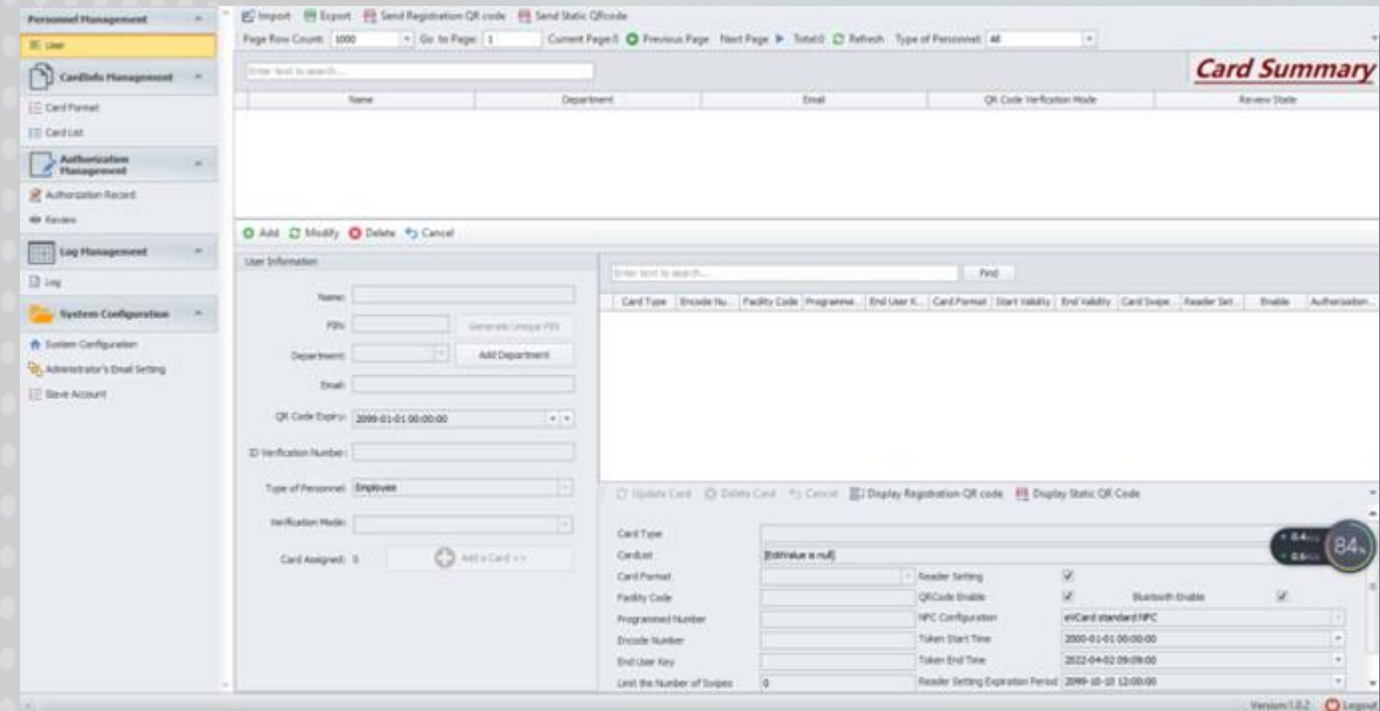 Personnel Management
User
CardInfo Management
Card Format
Card List
Authorization Management
Authorization Record
Review
Log Management
Log
System Configuration
System Configuration
Administrator's Email Setting
Slave Account
Import Export Send Registration QR code Send Static QRcode
Page Row Count: 1000 Go to Page: 1 Current Page:0 Previous Page Next Page Total:0 Refresh Type of Personnel: All
Enter text to search...
Card Summary
Name Department Email QR Code Verification Mode Review State
Add Modify Delete Cancel
User Information
Name:
PIN: Generate Unique PIN
Department: Add Department
Email:
QR Code Expiry: 2099-01-01 00:00:00
ID Verification Number:
Type of Personnel: Employee
Verification Mode:
Card Assigned: 0 Add a Card >>
Enter text to search... Find
Card Type Encode Nu... Facility Code Programme... End User K... Card Format Start Validity End Validity Card Swipe... Reader Set... Enable Authorization...
Update Card Delete Card Cancel Display Registration QR code Display Static QR Code
Card Type
CardList [EditValue is null]
Card Format Reader Setting
Facility Code QRCode Enable Bluetooth Enable
Programmed Number NFC Configuration standard NFC
Encode Number Token Start Time 2000-01-01 00:00:00
End User Key Token End Time 2022-04-02 09:09:00
Limit the Number of Swipes 0 Reader Setting Expiration Period 2099-10-10 12:00:00
84%
Version:1.0.2 Logout